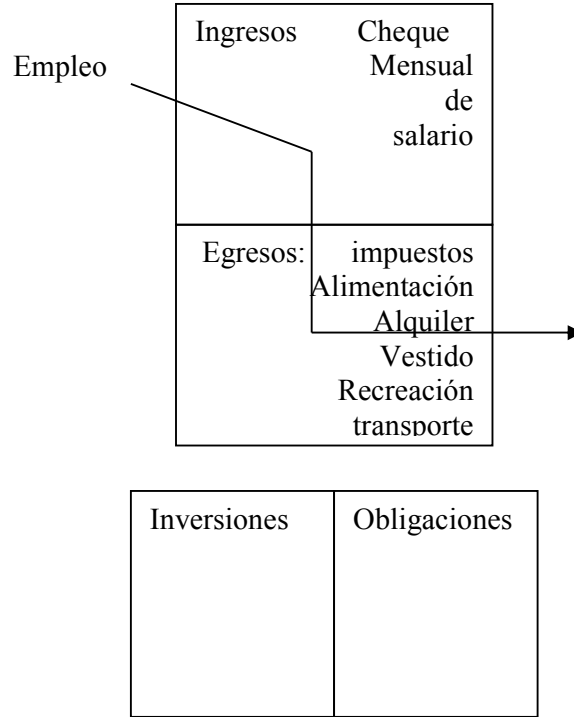 Ingresos Cheque
Empleo Mensual
de
salario
Egresos: impuestos
Alimentación
Alquiler
Vestido
Recreación
transporte
Inversiones Obligaciones